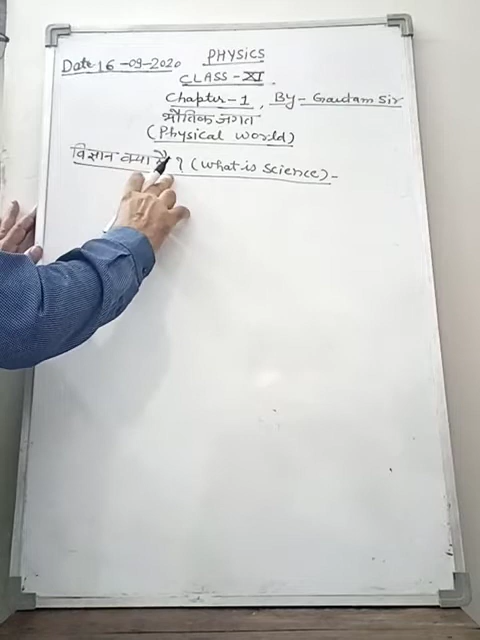 PHYSICS
Date 16-09-2020
CLASS - XI
Chapter - 1, By - Gautam Sir
भौतिक जगत
(Physical world)
विज्ञान क्या है ? (What is Science) -